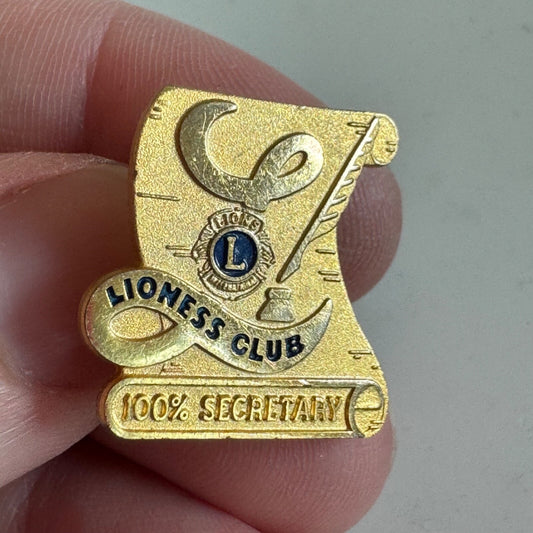 LIONS
L
LIONESS CLUB
100% SECRETARY